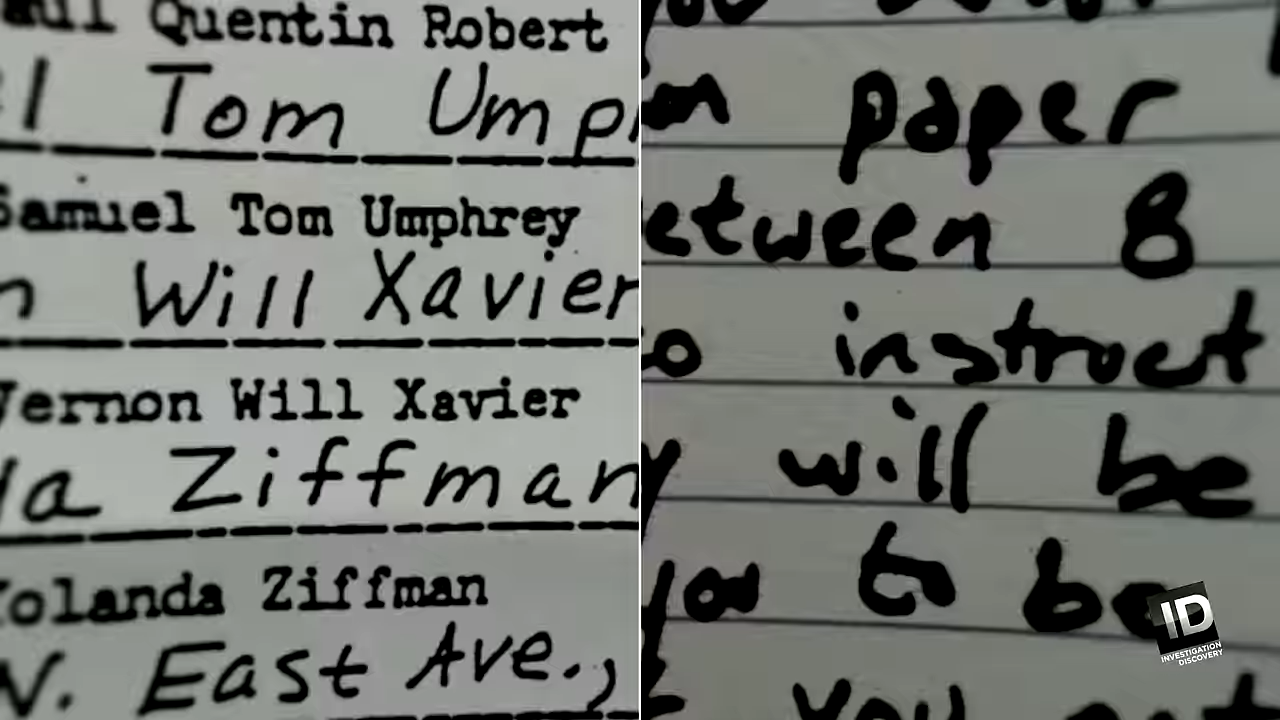 Quentin Robert
Tom Ump
Samuel Tom Umphrey
Will Xavier
Vernon Will Xavier
Ziffman
Yolanda Ziffman
N. East Ave.,
paper
etween 8
instruct
will be
to be
you
ID
INVESTIGATION
DISCOVERY